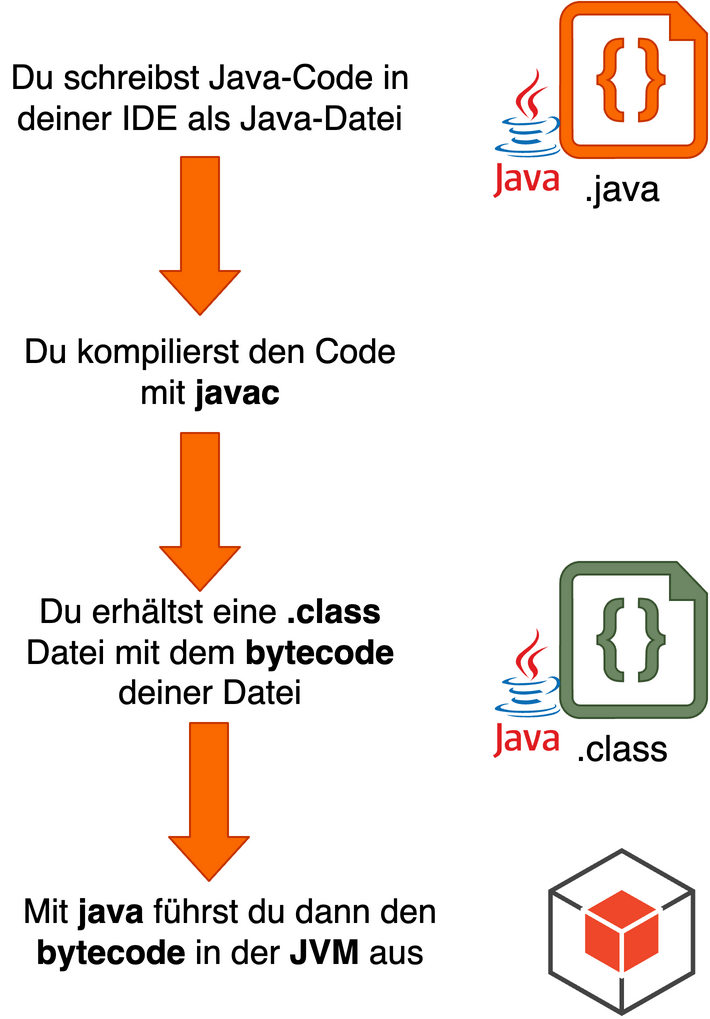 Du schreibst Java-Code in
deiner IDE als Java-Datei
Java
.java
Du kompilierst den Code
mit javac
Du erhältst eine .class
Datei mit dem bytecode
deiner Datei
Java
.class
Mit java führst du dann den
bytecode in der JVM aus